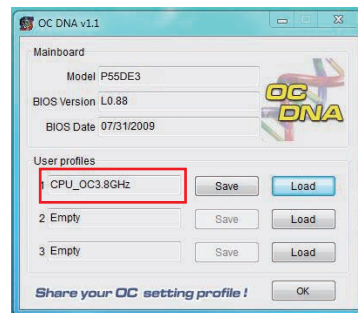 OC DNA v1.1
Mainboard
Model P55DE3
BIOS Version L0.88
BIOS Date 07/31/2009
OC
DNA
User profiles
1 CPU_OC3.8GHz Save Load
2 Empty Save Load
3 Empty Save Load
Share your OC setting profile! OK